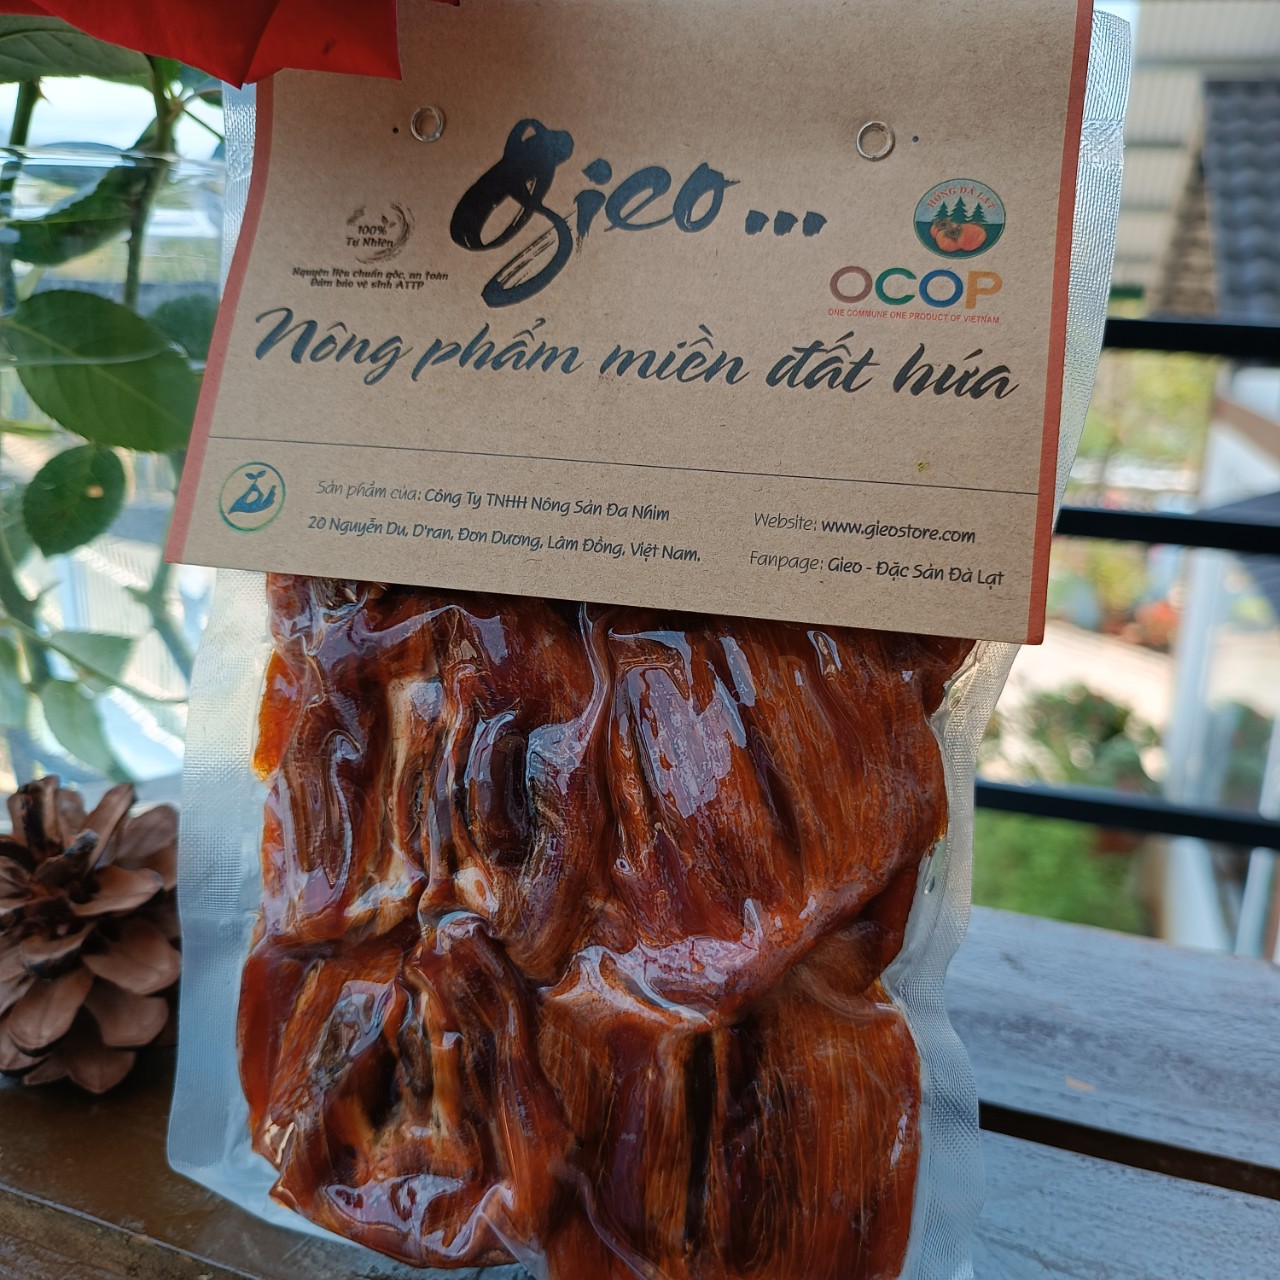 gieo...
100%
Tự Nhiên
Nguyên liệu chuẩn gốc, an toàn
Đảm bảo vệ sinh ATTP
HỒNG ĐÀ LẠT
OCOP
ONE COMMUNE ONE PRODUCT OF VIETNAM
Nông phẩm miền đất hứa
Sản phẩm của: Công Ty TNHH Nông Sản Đa Nhim
20 Nguyễn Du, D'ran, Đơn Dương, Lâm Đồng, Việt Nam.
Website: www.gieostore.com
Fanpage: Gieo - Đặc Sản Đà Lạt